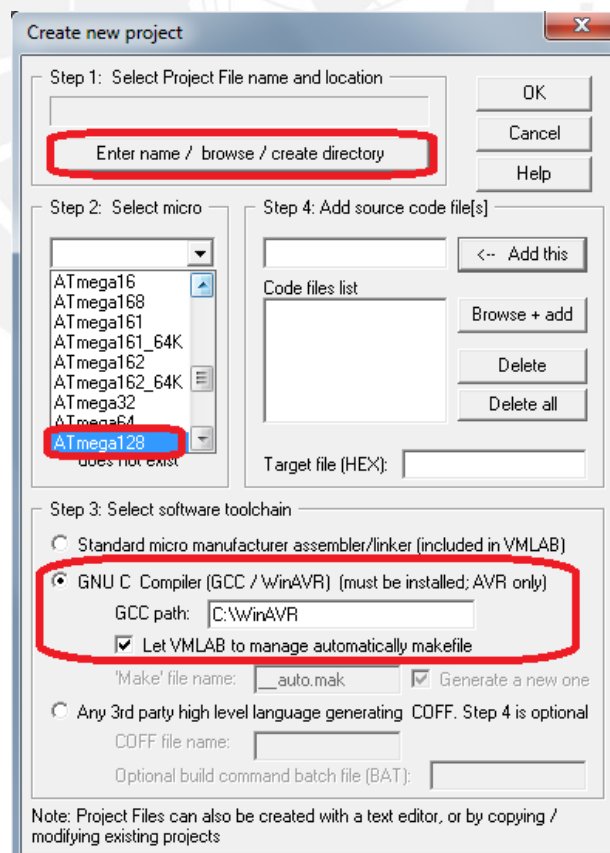 Create new project
x
Step 1: Select Project File name and location
Enter name / browse / create directory
OK
Cancel
Help
Step 2: Select micro
ATmega16
ATmega168
ATmega161
ATmega161_64K
ATmega162
ATmega162_64K
ATmega32
ATmega64
ATmega128
does not exist
Step 4: Add source code file[s]
<-- Add this
Code files list
Browse + add
Delete
Delete all
Target file (HEX):
Step 3: Select software toolchain
Standard micro manufacturer assembler/linker (included in VMLAB)
GNU C Compiler (GCC / WinAVR) (must be installed; AVR only)
GCC path: C:\WinAVR
Let VMLAB to manage automatically makefile
'Make' file name: __auto.mak Generate a new one
Any 3rd party high level language generating COFF. Step 4 is optional
COFF file name:
Optional build command batch file (BAT):
Note: Project Files can also be created with a text editor, or by copying /
modifying existing projects